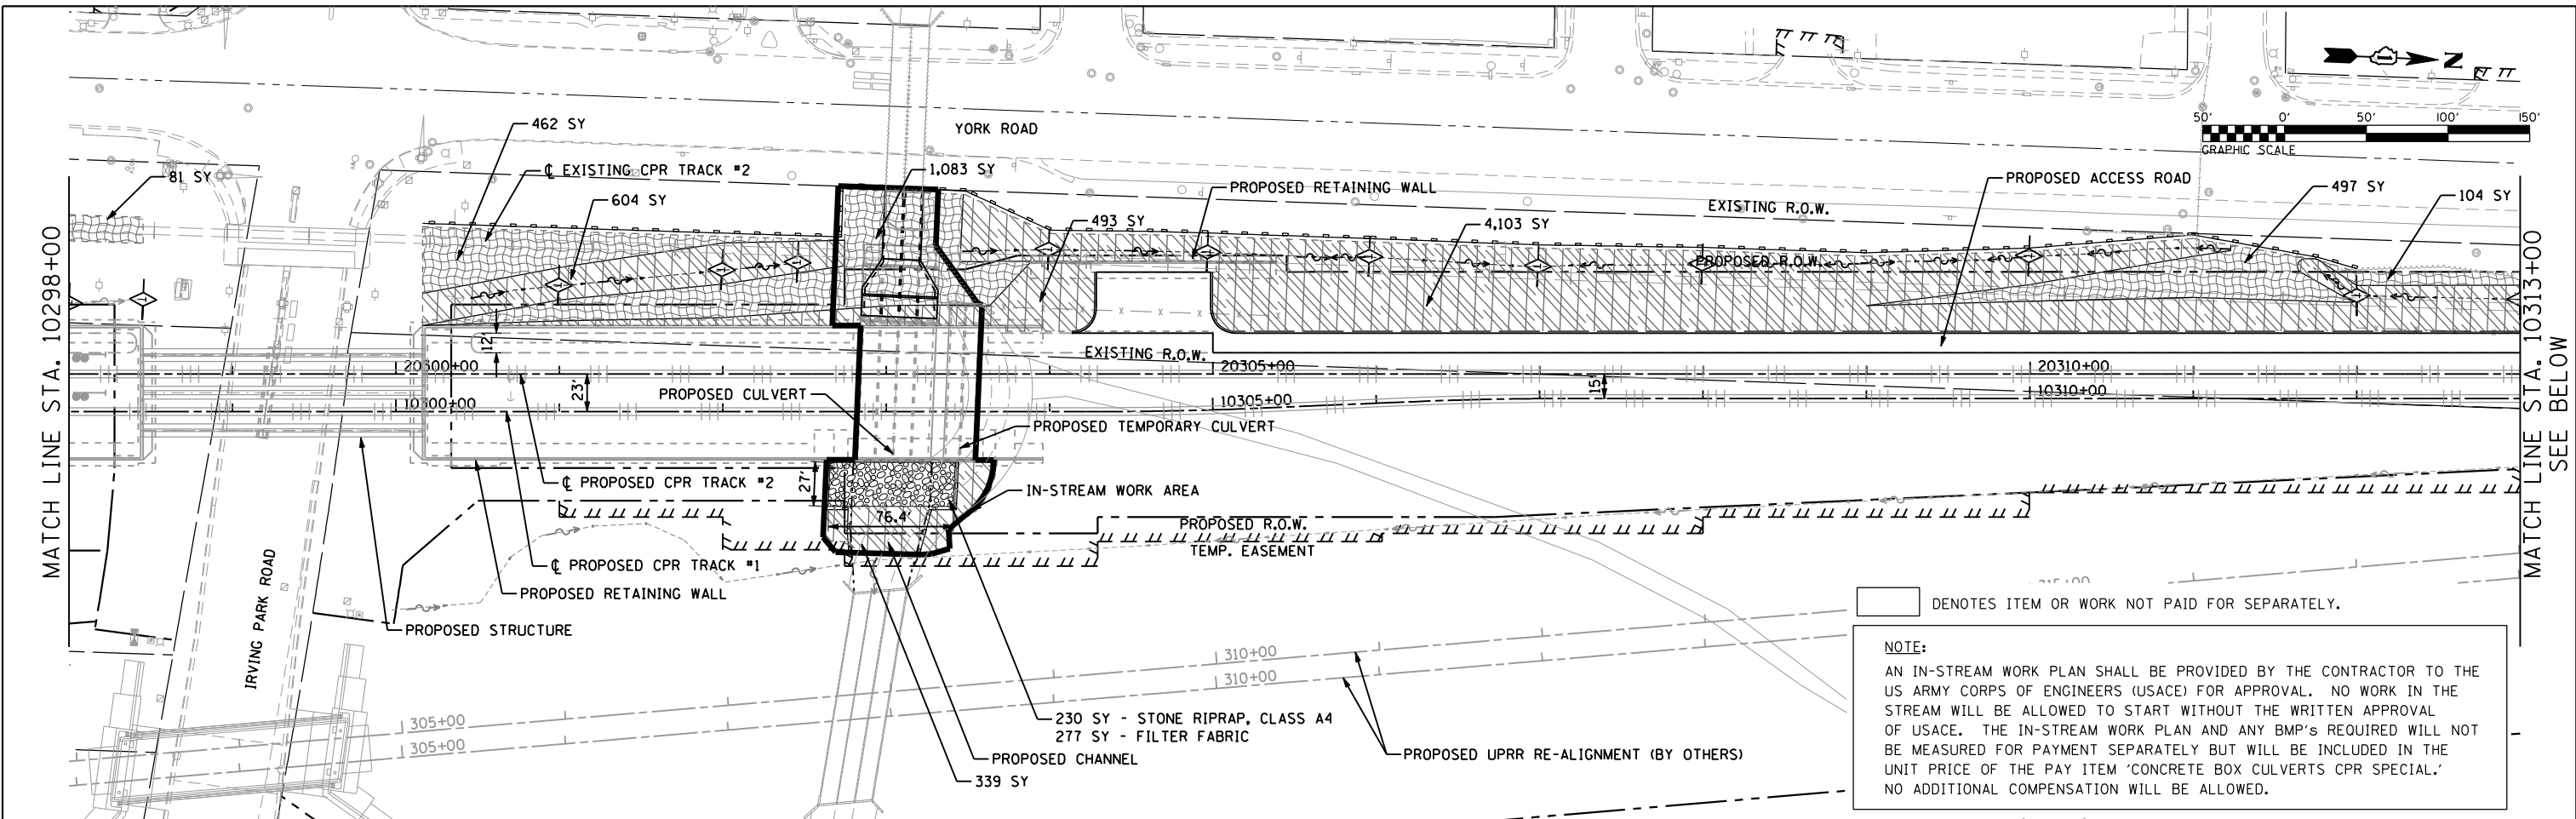 YORK ROAD
N
50' 0' 50' 100' 150'
GRAPHIC SCALE
462 SY
81 SY
℄ EXISTING CPR TRACK #2
604 SY
1,083 SY
PROPOSED RETAINING WALL
493 SY
EXISTING R.O.W.
PROPOSED ACCESS ROAD
497 SY
104 SY
4,103 SY
PROPOSED R.O.W.
MATCH LINE STA. 10298+00
MATCH LINE STA. 10313+00
SEE BELOW
12'
EXISTING R.O.W.
20300+00
20305+00
20310+00
23'
15'
10300+00
10305+00
10310+00
PROPOSED CULVERT
PROPOSED TEMPORARY CULVERT
27'
℄ PROPOSED CPR TRACK #2
IN-STREAM WORK AREA
76.4'
PROPOSED R.O.W.
TEMP. EASEMENT
℄ PROPOSED CPR TRACK #1
PROPOSED RETAINING WALL
PROPOSED STRUCTURE
IRVING PARK ROAD
315+00
310+00
310+00
305+00
305+00
230 SY - STONE RIPRAP, CLASS A4
277 SY - FILTER FABRIC
PROPOSED CHANNEL
339 SY
PROPOSED UPRR RE-ALIGNMENT (BY OTHERS)
DENOTES ITEM OR WORK NOT PAID FOR SEPARATELY.
NOTE:
AN IN-STREAM WORK PLAN SHALL BE PROVIDED BY THE CONTRACTOR TO THE
US ARMY CORPS OF ENGINEERS (USACE) FOR APPROVAL. NO WORK IN THE
STREAM WILL BE ALLOWED TO START WITHOUT THE WRITTEN APPROVAL
OF USACE. THE IN-STREAM WORK PLAN AND ANY BMP's REQUIRED WILL NOT
BE MEASURED FOR PAYMENT SEPARATELY BUT WILL BE INCLUDED IN THE
UNIT PRICE OF THE PAY ITEM 'CONCRETE BOX CULVERTS CPR SPECIAL.'
NO ADDITIONAL COMPENSATION WILL BE ALLOWED.